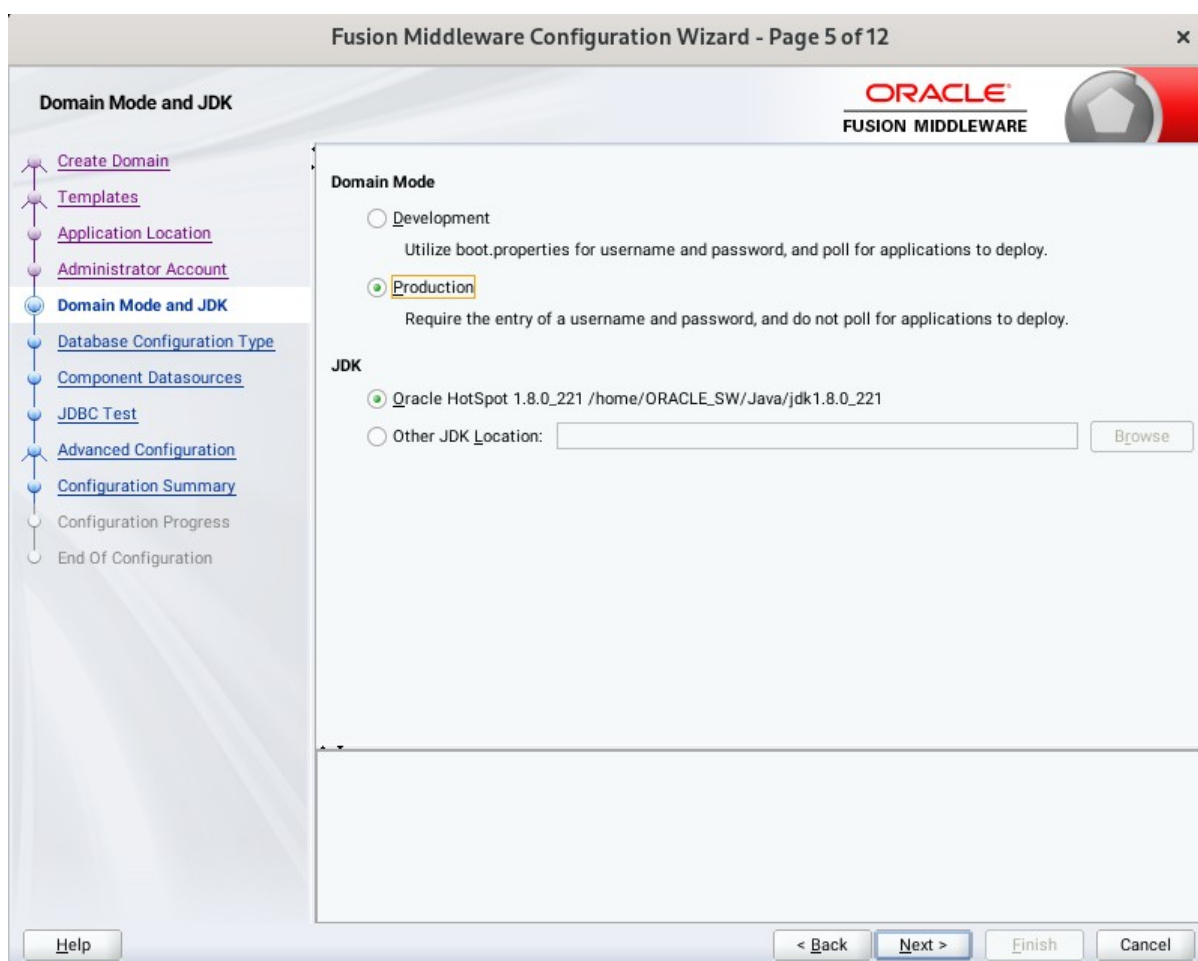 Fusion Middleware Configuration Wizard - Page 5 of 12
Domain Mode and JDK
ORACLE
FUSION MIDDLEWARE
Create Domain
Templates
Application Location
Administrator Account
Domain Mode and JDK
Database Configuration Type
Component Datasources
JDBC Test
Advanced Configuration
Configuration Summary
Configuration Progress
End Of Configuration
Domain Mode
Development
Utilize boot.properties for username and password, and poll for applications to deploy.
Production
Require the entry of a username and password, and do not poll for applications to deploy.
JDK
Oracle HotSpot 1.8.0_221 /home/ORACLE_SW/Java/jdk1.8.0_221
Other JDK Location:
Browse
Help
< Back
Next >
Finish
Cancel